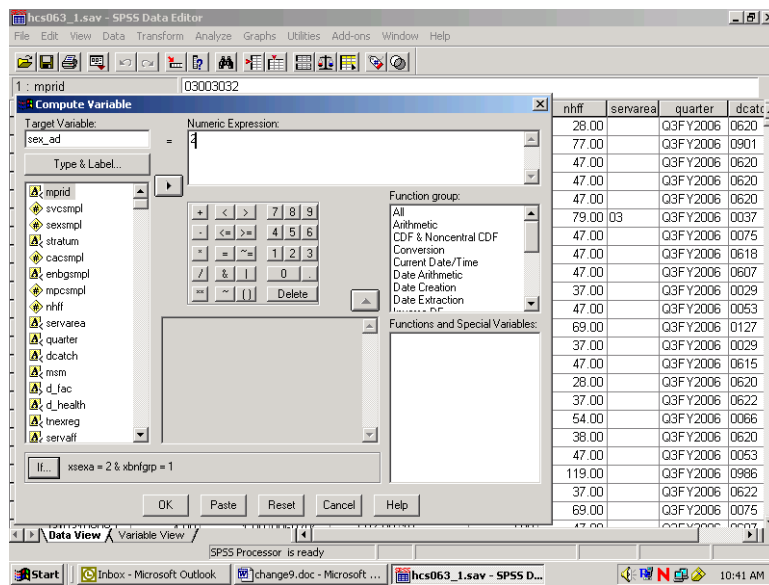 hcs063_1.sav - SPSS Data Editor
File Edit View Data Transform Analyze Graphs Utilities Add-ons Window Help
1 : mprid 03003032
Compute Variable
Target Variable:
sex_ad
=
Numeric Expression:
2
Type & Label...
mprid
svcsmpl
sexsmpl
stratum
cacsmpl
enbgsmpl
mpcsmpl
nhff
servarea
quarter
dcatch
msm
d_fac
d_health
tnexreg
servaff
+ < > 7 8 9
- <= >= 4 5 6
* = ~= 1 2 3
/ & | 0 .
** ~ () Delete
Function group:
All
Arithmetic
CDF & Noncentral CDF
Conversion
Current Date/Time
Date Arithmetic
Date Creation
Date Extraction
Functions and Special Variables:
If... xsexa = 2 & xbnfgrp = 1
OK Paste Reset Cancel Help
nhff servarea quarter dcatc
28.00 Q3FY2006 0620
77.00 Q3FY2006 0901
47.00 Q3FY2006 0620
47.00 Q3FY2006 0620
47.00 Q3FY2006 0620
79.00 03 Q3FY2006 0037
47.00 Q3FY2006 0075
47.00 Q3FY2006 0618
47.00 Q3FY2006 0607
37.00 Q3FY2006 0029
47.00 Q3FY2006 0053
69.00 Q3FY2006 0127
37.00 Q3FY2006 0029
47.00 Q3FY2006 0615
28.00 Q3FY2006 0620
37.00 Q3FY2006 0622
54.00 Q3FY2006 0066
38.00 Q3FY2006 0620
47.00 Q3FY2006 0053
119.00 Q3FY2006 0986
37.00 Q3FY2006 0622
69.00 Q3FY2006 0075
Data View Variable View
SPSS Processor is ready
Start Inbox - Microsoft Outlook change9.doc - Microsoft ... hcs063_1.sav - SPSS D... 10:41 AM